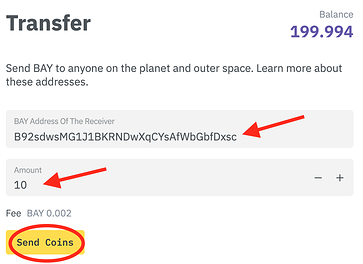 Transfer
Balance
199.994
Send BAY to anyone on the planet and outer space. Learn more about
these addresses.
BAY Address Of The Receiver
B92sdwsMG1J1BKRNDwXqCYsAfWbGbfDxsc
Amount
10
Fee BAY 0.002
Send Coins